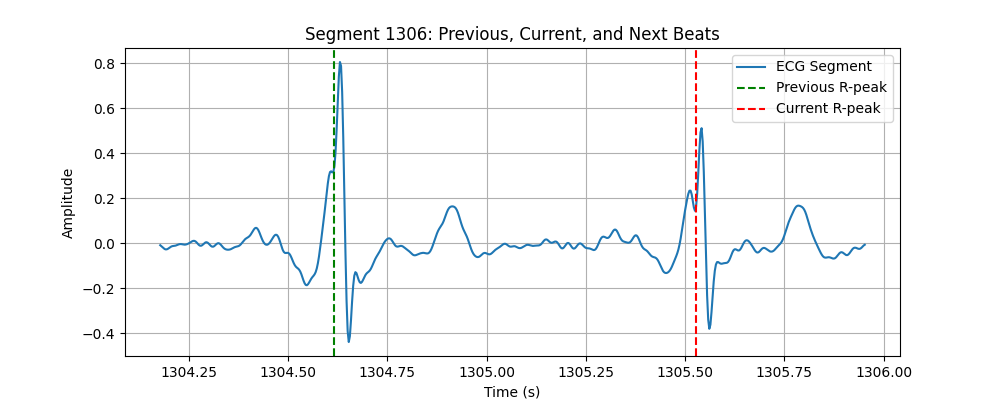 Segment 1306: Previous, Current, and Next Beats
ECG Segment
Previous R-peak
Current R-peak
Amplitude
0.8
0.6
0.4
0.2
0.0
−0.2
−0.4
1304.25 1304.50 1304.75 1305.00 1305.25 1305.50 1305.75 1306.00
Time (s)